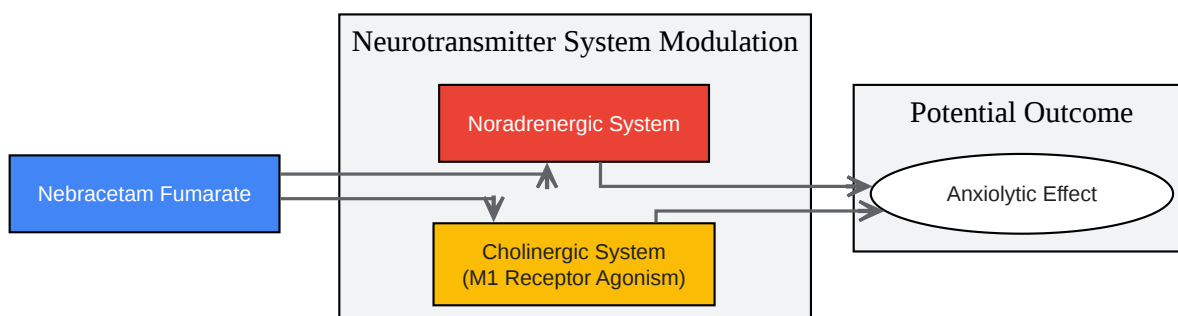 Neurotransmitter System Modulation
Noradrenergic System
Potential Outcome
Nebracetam Fumarate
Anxiolytic Effect
Cholinergic System
(M1 Receptor Agonism)